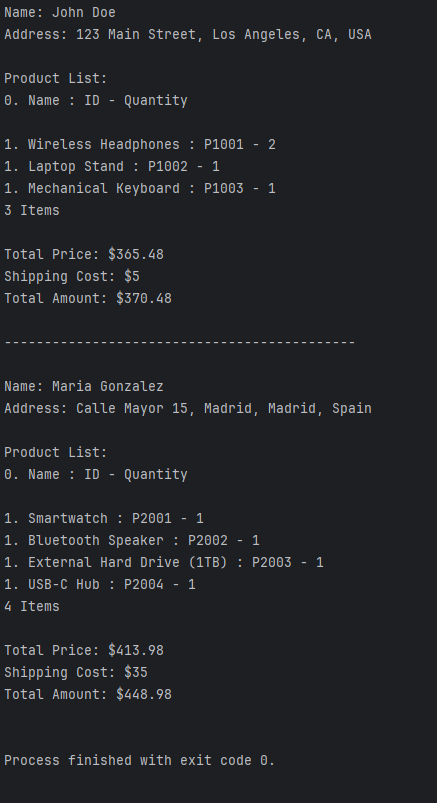 Name: John Doe
Address: 123 Main Street, Los Angeles, CA, USA
Product List:
0. Name : ID - Quantity
1. Wireless Headphones : P1001 - 2
1. Laptop Stand : P1002 - 1
1. Mechanical Keyboard : P1003 - 1
3 Items
Total Price: $365.48
Shipping Cost: $5
Total Amount: $370.48
--------------------------------------------
Name: Maria Gonzalez
Address: Calle Mayor 15, Madrid, Madrid, Spain
Product List:
0. Name : ID - Quantity
1. Smartwatch : P2001 - 1
1. Bluetooth Speaker : P2002 - 1
1. External Hard Drive (1TB) : P2003 - 1
1. USB-C Hub : P2004 - 1
4 Items
Total Price: $413.98
Shipping Cost: $35
Total Amount: $448.98
Process finished with exit code 0.